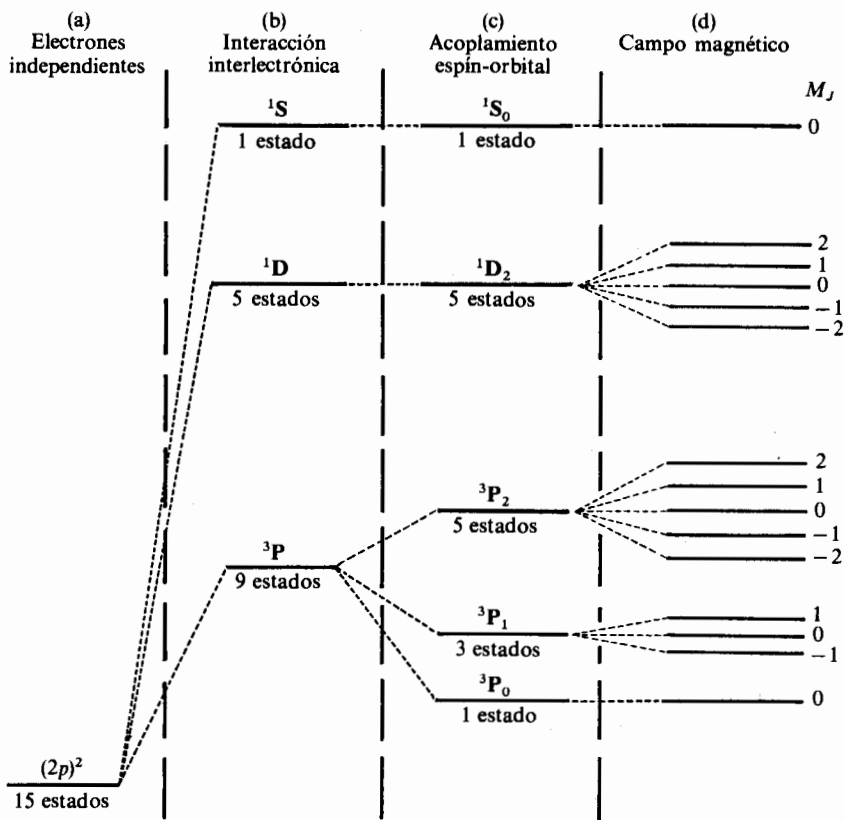 (a)
Electrones
independientes
(b)
Interacción
interlectrónica
(c)
Acoplamiento
espín-orbital
(d)
Campo magnético
M_J
¹S
1 estado
¹S₀
1 estado
0
¹D
5 estados
¹D₂
5 estados
2
1
0
−1
−2
³P
9 estados
³P₂
5 estados
2
1
0
−1
−2
³P₁
3 estados
1
0
−1
³P₀
1 estado
0
(2p)²
15 estados